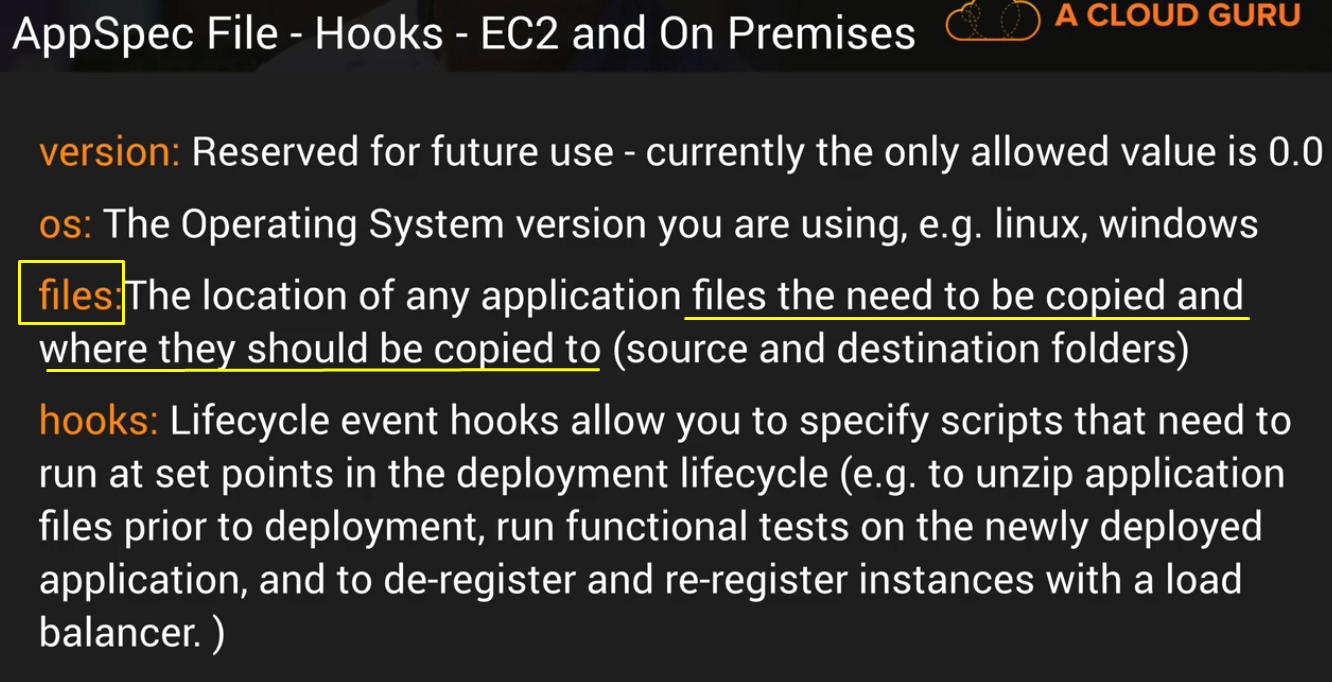 AppSpec File - Hooks - EC2 and On Premises
A CLOUD GURU
version: Reserved for future use - currently the only allowed value is 0.0
os: The Operating System version you are using, e.g. linux, windows
files:The location of any application files the need to be copied and
where they should be copied to (source and destination folders)
hooks: Lifecycle event hooks allow you to specify scripts that need to
run at set points in the deployment lifecycle (e.g. to unzip application
files prior to deployment, run functional tests on the newly deployed
application, and to de-register and re-register instances with a load
balancer. )